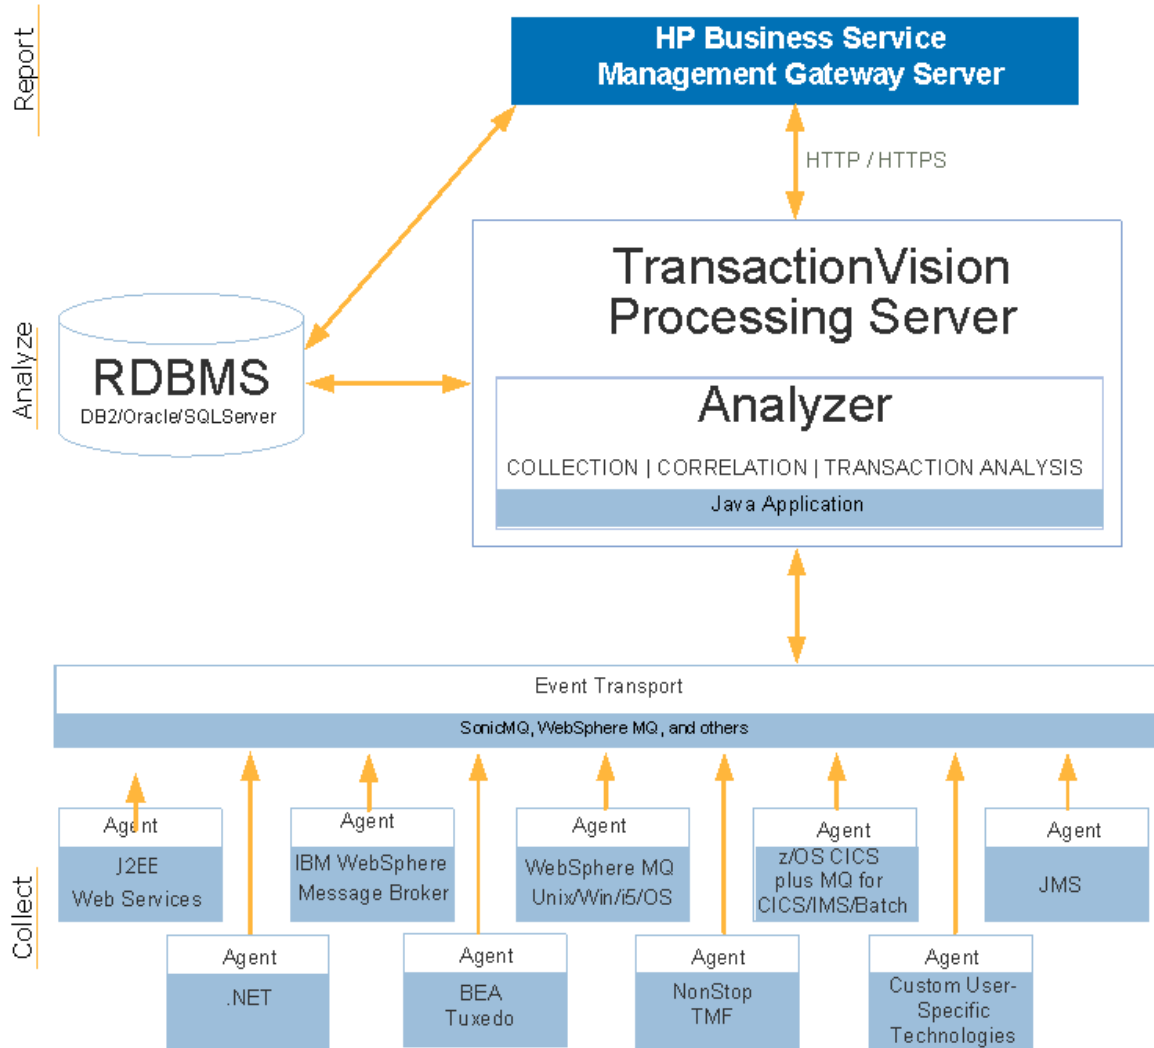 Report
HP Business Service
Management Gateway Server
HTTP / HTTPS
Analyze
TransactionVision
Processing Server
RDBMS
DB2/Oracle/SQLServer
Analyzer
COLLECTION | CORRELATION | TRANSACTION ANALYSIS
Java Application
Event Transport
SonicMQ, WebSphere MQ, and others
Collect
Agent
J2EE
Web Services
Agent
IBM WebSphere
Message Broker
Agent
WebSphere MQ
Unix/Win/i5/OS
Agent
z/OS CICS
plus MQ for
CICS/IMS/Batch
Agent
JMS
Agent
.NET
Agent
BEA
Tuxedo
Agent
NonStop
TMF
Agent
Custom User-
Specific
Technologies